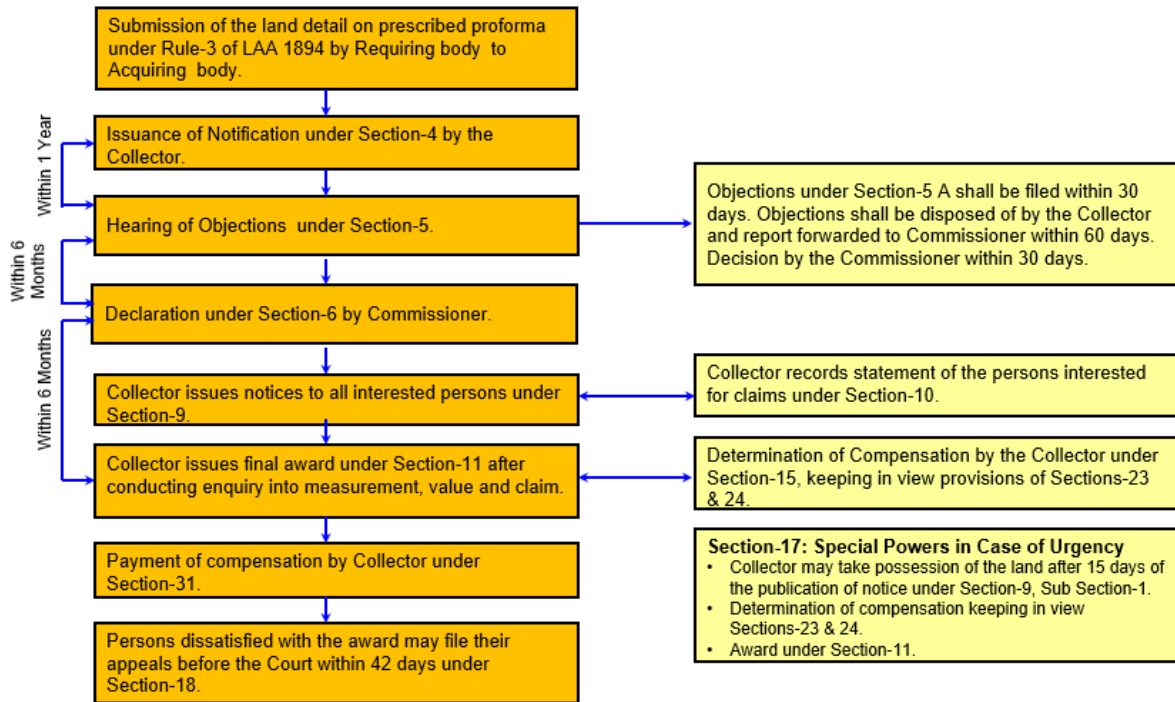 Submission of the land detail on prescribed proforma
under Rule-3 of LAA 1894 by Requiring body to
Acquiring body.
Within 1 Year
Issuance of Notification under Section-4 by the
Collector.
Hearing of Objections under Section-5.
Objections under Section-5 A shall be filed within 30
days. Objections shall be disposed of by the Collector
and report forwarded to Commissioner within 60 days.
Decision by the Commissioner within 30 days.
Within 6
Months
Declaration under Section-6 by Commissioner.
Within 6 Months
Collector issues notices to all interested persons under
Section-9.
Collector records statement of the persons interested
for claims under Section-10.
Collector issues final award under Section-11 after
conducting enquiry into measurement, value and claim.
Determination of Compensation by the Collector under
Section-15, keeping in view provisions of Sections-23
& 24.
Payment of compensation by Collector under
Section-31.
Section-17: Special Powers in Case of Urgency
• Collector may take possession of the land after 15 days
of the publication of notice under Section-9, Sub Section-1.
• Determination of compensation keeping in view
Sections-23 & 24.
• Award under Section-11.
Persons dissatisfied with the award may file their
appeals before the Court within 42 days under
Section-18.